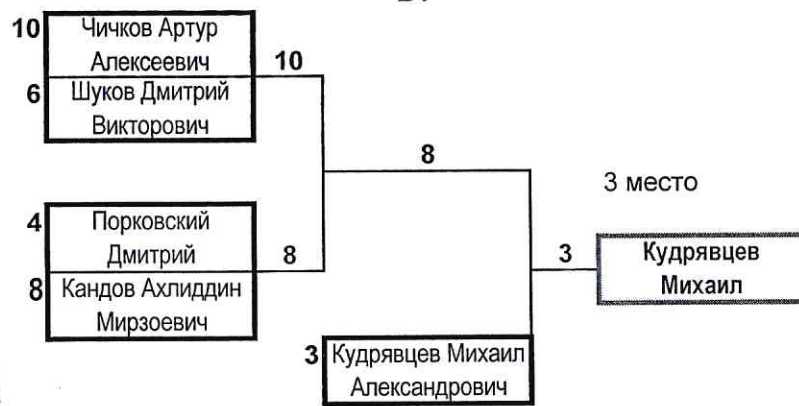 10 Чичков Артур
Алексеевич
10
6 Шуков Дмитрий
Викторович
8
3 место
4 Порковский
Дмитрий
8
8 Кандов Ахлиддин
Мирзоевич
3
Кудрявцев
Михаил
3 Кудрявцев Михаил
Александрович